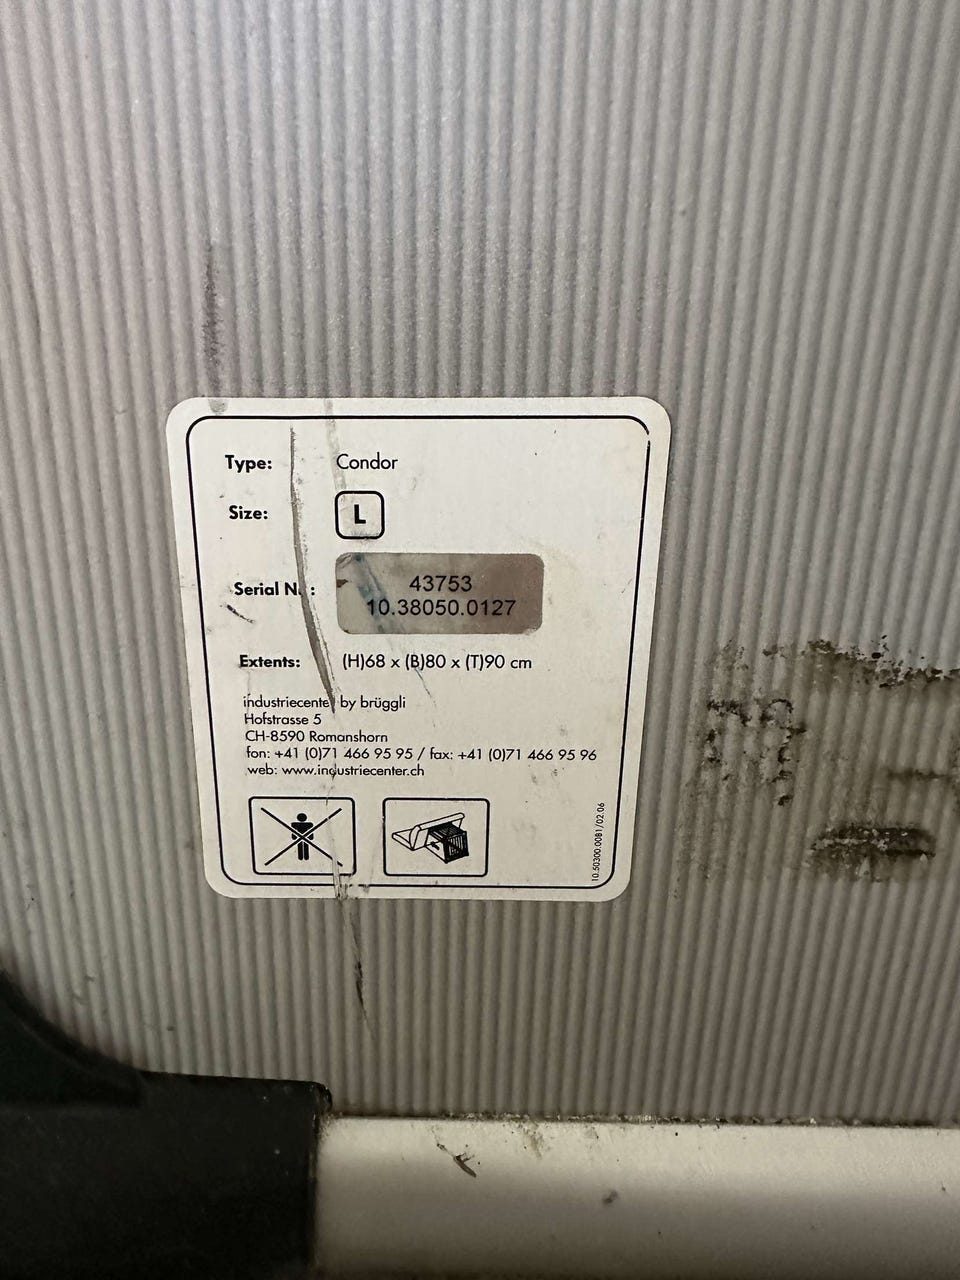 Type: Condor
Size: L
Serial Nr.: 43753
10.38050.0127
Extents: (H)68 x (B)80 x (T)90 cm
industriecenter by brüggli
Hofstrasse 5
CH-8590 Romanshorn
fon: +41 (0)71 466 95 95 / fax: +41 (0)71 466 95 96
web: www.industriecenter.ch
10.50300.0081/02.06